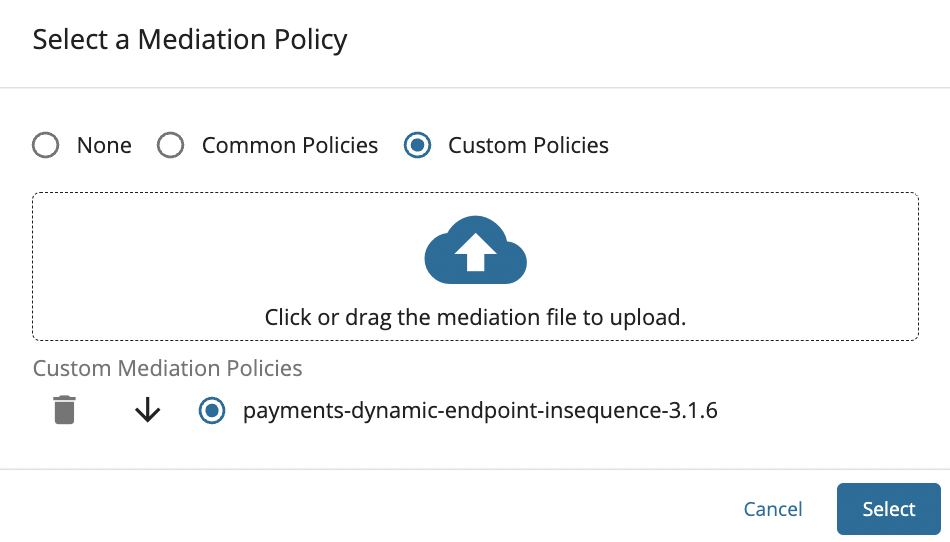 Select a Mediation Policy
None Common Policies Custom Policies
Click or drag the mediation file to upload.
Custom Mediation Policies
payments-dynamic-endpoint-insequence-3.1.6
Cancel Select